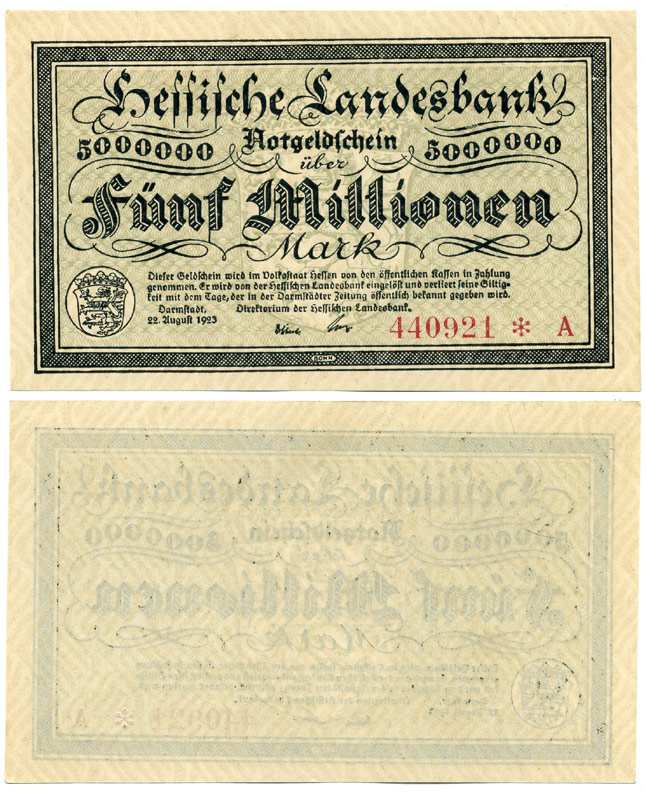 Hessische Landesbank
5000000 Notgeldschein 5000000
über
Fünf Millionen
Mark
Dieser Geldschein wird im Volksstaat Hessen von den öffentlichen Kassen in Zahlung
genommen. Er wird von der Hessischen Landesbank eingelöst und verliert seine Gültig-
keit mit dem Tage, der in der Darmstädter Zeitung öffentlich bekannt gegeben wird.
Darmstadt, Direktorium der Hessischen Landesbank.
22. August 1923
440921 * A